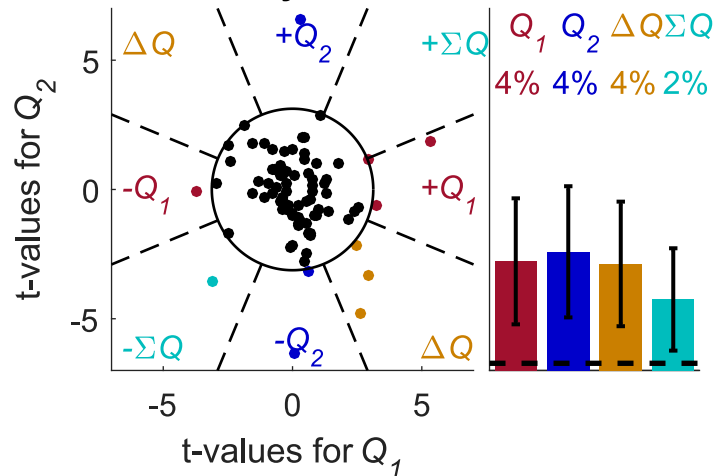 ΔQ +Q₂ +ΣQ
-Q₁ +Q₁
-ΣQ -Q₂ ΔQ
5
0
-5
-5 0 5
t-values for Q₂
t-values for Q₁
Q₁ Q₂ ΔQ ΣQ
4% 4% 4% 2%